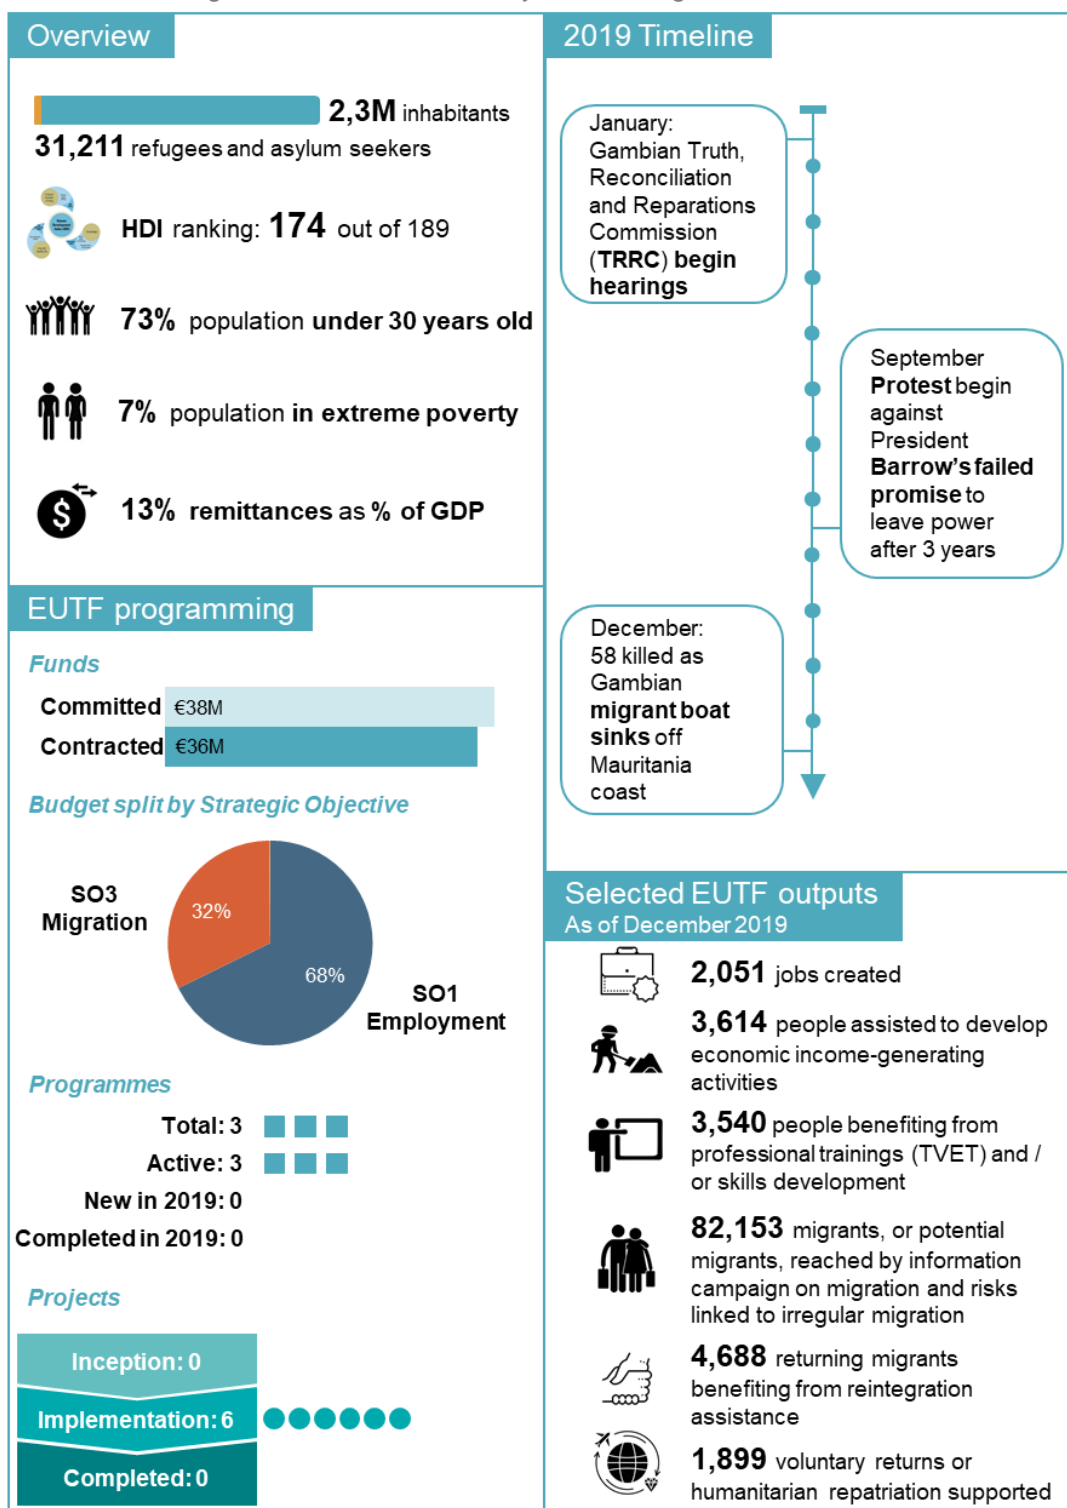 Overview
2,3M inhabitants
31,211 refugees and asylum seekers
HDI ranking: 174 out of 189
73% population under 30 years old
7% population in extreme poverty
13% remittances as % of GDP
2019 Timeline
January:
Gambian Truth,
Reconciliation
and Reparations
Commission
(TRRC) begin
hearings
September
Protest begin
against
President
Barrow's failed
promise to
leave power
after 3 years
December:
58 killed as
Gambian
migrant boat
sinks off
Mauritania
coast
EUTF programming
Funds
Committed €38M
Contracted €36M
Budget split by Strategic Objective
SO3
Migration
32%
68%
SO1
Employment
Programmes
Total: 3
Active: 3
New in 2019: 0
Completed in 2019: 0
Projects
Inception: 0
Implementation: 6
Completed: 0
Selected EUTF outputs
As of December 2019
2,051 jobs created
3,614 people assisted to develop
economic income-generating
activities
3,540 people benefiting from
professional trainings (TVET) and /
or skills development
82,153 migrants, or potential
migrants, reached by information
campaign on migration and risks
linked to irregular migration
4,688 returning migrants
benefiting from reintegration
assistance
1,899 voluntary returns or
humanitarian repatriation supported